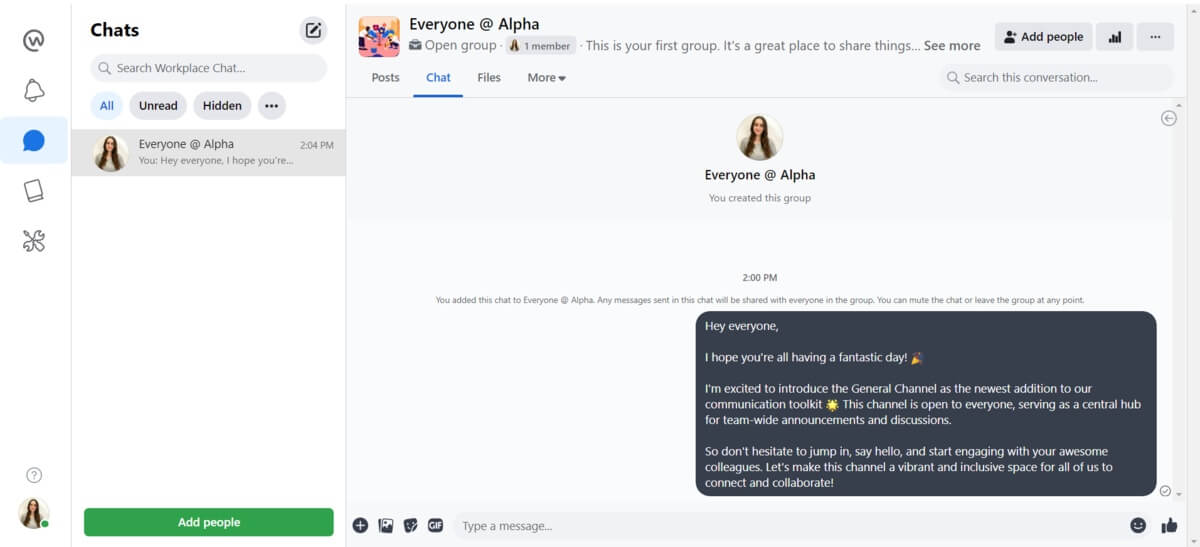 Chats
Search Workplace Chat...
All
Unread
Hidden
Everyone @ Alpha
2:04 PM
You: Hey everyone, I hope you're...
Add people
Everyone @ Alpha
Open group · 1 member · This is your first group. It's a great place to share things... See more
Add people
Posts
Chat
Files
More
Search this conversation...
Everyone @ Alpha
You created this group
2:00 PM
You added this chat to Everyone @ Alpha. Any messages sent in this chat will be shared with everyone in the group. You can mute the chat or leave the group at any point.
Hey everyone,
I hope you're all having a fantastic day! 🎉
I'm excited to introduce the General Channel as the newest addition to our
communication toolkit 🌟 This channel is open to everyone, serving as a central hub
for team-wide announcements and discussions.
So don't hesitate to jump in, say hello, and start engaging with your awesome
colleagues. Let's make this channel a vibrant and inclusive space for all of us to
connect and collaborate!
GIF
Type a message...